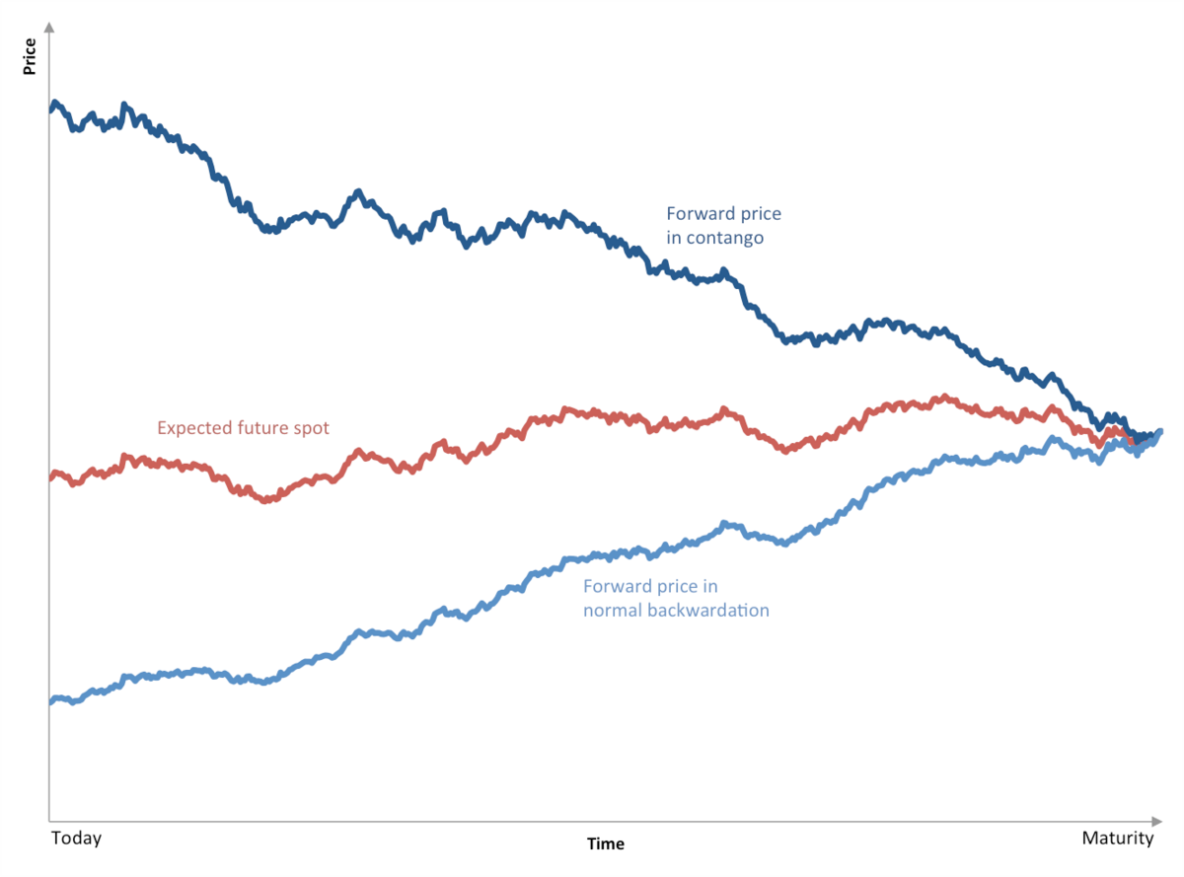 Price
Forward price
in contango
Expected future spot
Forward price in
normal backwardation
Today
Time
Maturity